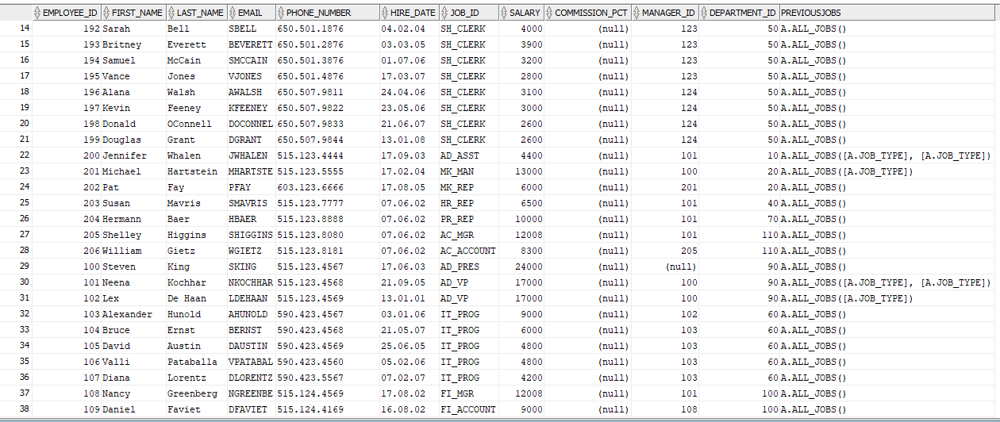 EMPLOYEE_ID FIRST_NAME LAST_NAME EMAIL PHONE_NUMBER HIRE_DATE JOB_ID SALARY COMMISSION_PCT MANAGER_ID DEPARTMENT_ID PREVIOUSJOBS
14 192 Sarah Bell SBELL 650.501.1876 04.02.04 SH_CLERK 4000 (null) 123 50 A.ALL_JOBS()
15 193 Britney Everett BEVERETT 650.501.2876 03.03.05 SH_CLERK 3900 (null) 123 50 A.ALL_JOBS()
16 194 Samuel McCain SMCCAIN 650.501.3876 01.07.06 SH_CLERK 3200 (null) 123 50 A.ALL_JOBS()
17 195 Vance Jones VJONES 650.501.4876 17.03.07 SH_CLERK 2800 (null) 123 50 A.ALL_JOBS()
18 196 Alana Walsh AWALSH 650.507.9811 24.04.06 SH_CLERK 3100 (null) 124 50 A.ALL_JOBS()
19 197 Kevin Feeney KFEENEY 650.507.9822 23.05.06 SH_CLERK 3000 (null) 124 50 A.ALL_JOBS()
20 198 Donald OConnell DOCONNEL 650.507.9833 21.06.07 SH_CLERK 2600 (null) 124 50 A.ALL_JOBS()
21 199 Douglas Grant DGRANT 650.507.9844 13.01.08 SH_CLERK 2600 (null) 124 50 A.ALL_JOBS()
22 200 Jennifer Whalen JWHALEN 515.123.4444 17.09.03 AD_ASST 4400 (null) 101 10 A.ALL_JOBS([A.JOB_TYPE], [A.JOB_TYPE])
23 201 Michael Hartstein MHARTSTE 515.123.5555 17.02.04 MK_MAN 13000 (null) 100 20 A.ALL_JOBS([A.JOB_TYPE])
24 202 Pat Fay PFAY 603.123.6666 17.08.05 MK_REP 6000 (null) 201 20 A.ALL_JOBS()
25 203 Susan Mavris SMAVRIS 515.123.7777 07.06.02 HR_REP 6500 (null) 101 40 A.ALL_JOBS()
26 204 Hermann Baer HBAER 515.123.8888 07.06.02 PR_REP 10000 (null) 101 70 A.ALL_JOBS()
27 205 Shelley Higgins SHIGGINS 515.123.8080 07.06.02 AC_MGR 12008 (null) 101 110 A.ALL_JOBS()
28 206 William Gietz WGIETZ 515.123.8181 07.06.02 AC_ACCOUNT 8300 (null) 205 110 A.ALL_JOBS()
29 100 Steven King SKING 515.123.4567 17.06.03 AD_PRES 24000 (null) (null) 90 A.ALL_JOBS()
30 101 Neena Kochhar NKOCHHAR 515.123.4568 21.09.05 AD_VP 17000 (null) 100 90 A.ALL_JOBS([A.JOB_TYPE], [A.JOB_TYPE])
31 102 Lex De Haan LDEHAAN 515.123.4569 13.01.01 AD_VP 17000 (null) 100 90 A.ALL_JOBS([A.JOB_TYPE])
32 103 Alexander Hunold AHUNOLD 590.423.4567 03.01.06 IT_PROG 9000 (null) 102 60 A.ALL_JOBS()
33 104 Bruce Ernst BERNST 590.423.4568 21.05.07 IT_PROG 6000 (null) 103 60 A.ALL_JOBS()
34 105 David Austin DAUSTIN 590.423.4569 25.06.05 IT_PROG 4800 (null) 103 60 A.ALL_JOBS()
35 106 Valli Pataballa VPATABAL 590.423.4560 05.02.06 IT_PROG 4800 (null) 103 60 A.ALL_JOBS()
36 107 Diana Lorentz DLORENTZ 590.423.5567 07.02.07 IT_PROG 4200 (null) 103 60 A.ALL_JOBS()
37 108 Nancy Greenberg NGREENBE 515.124.4569 17.08.02 FI_MGR 12008 (null) 101 100 A.ALL_JOBS()
38 109 Daniel Faviet DFAVIET 515.124.4169 16.08.02 FI_ACCOUNT 9000 (null) 108 100 A.ALL_JOBS()